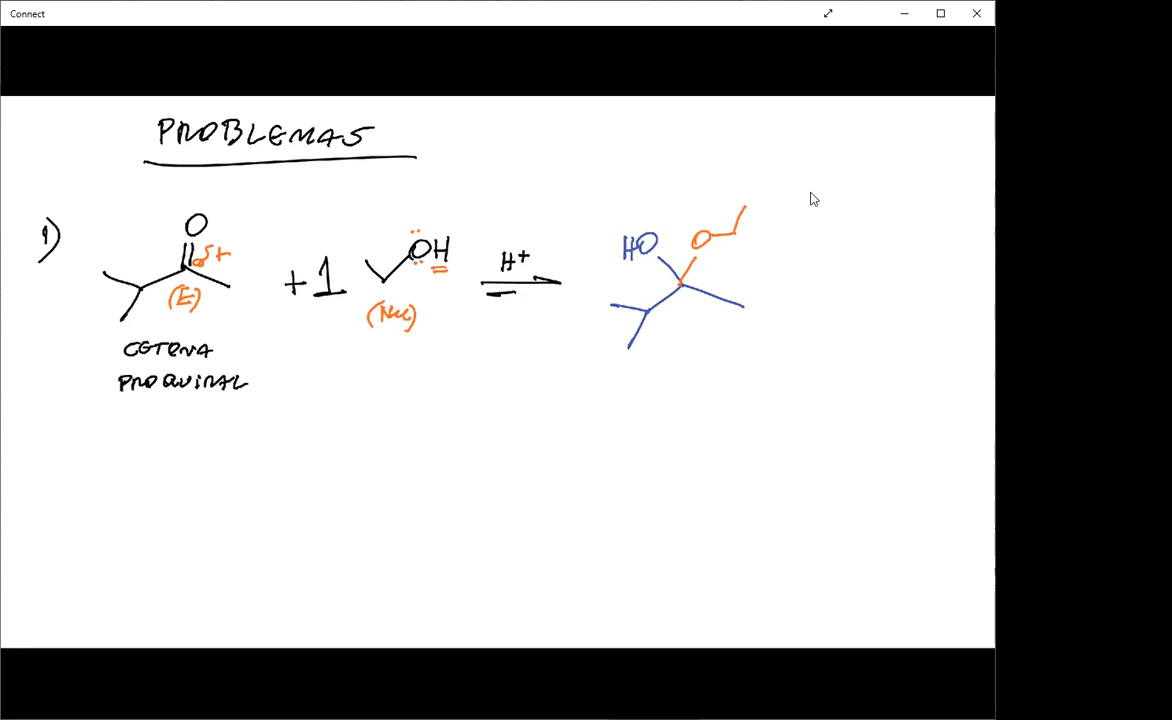 Connect
PROBLEMAS
1)
O
δ+
(E)
+ 1
OH
(Nu)
H+
HO
O
CETONA
PROQUIRAL